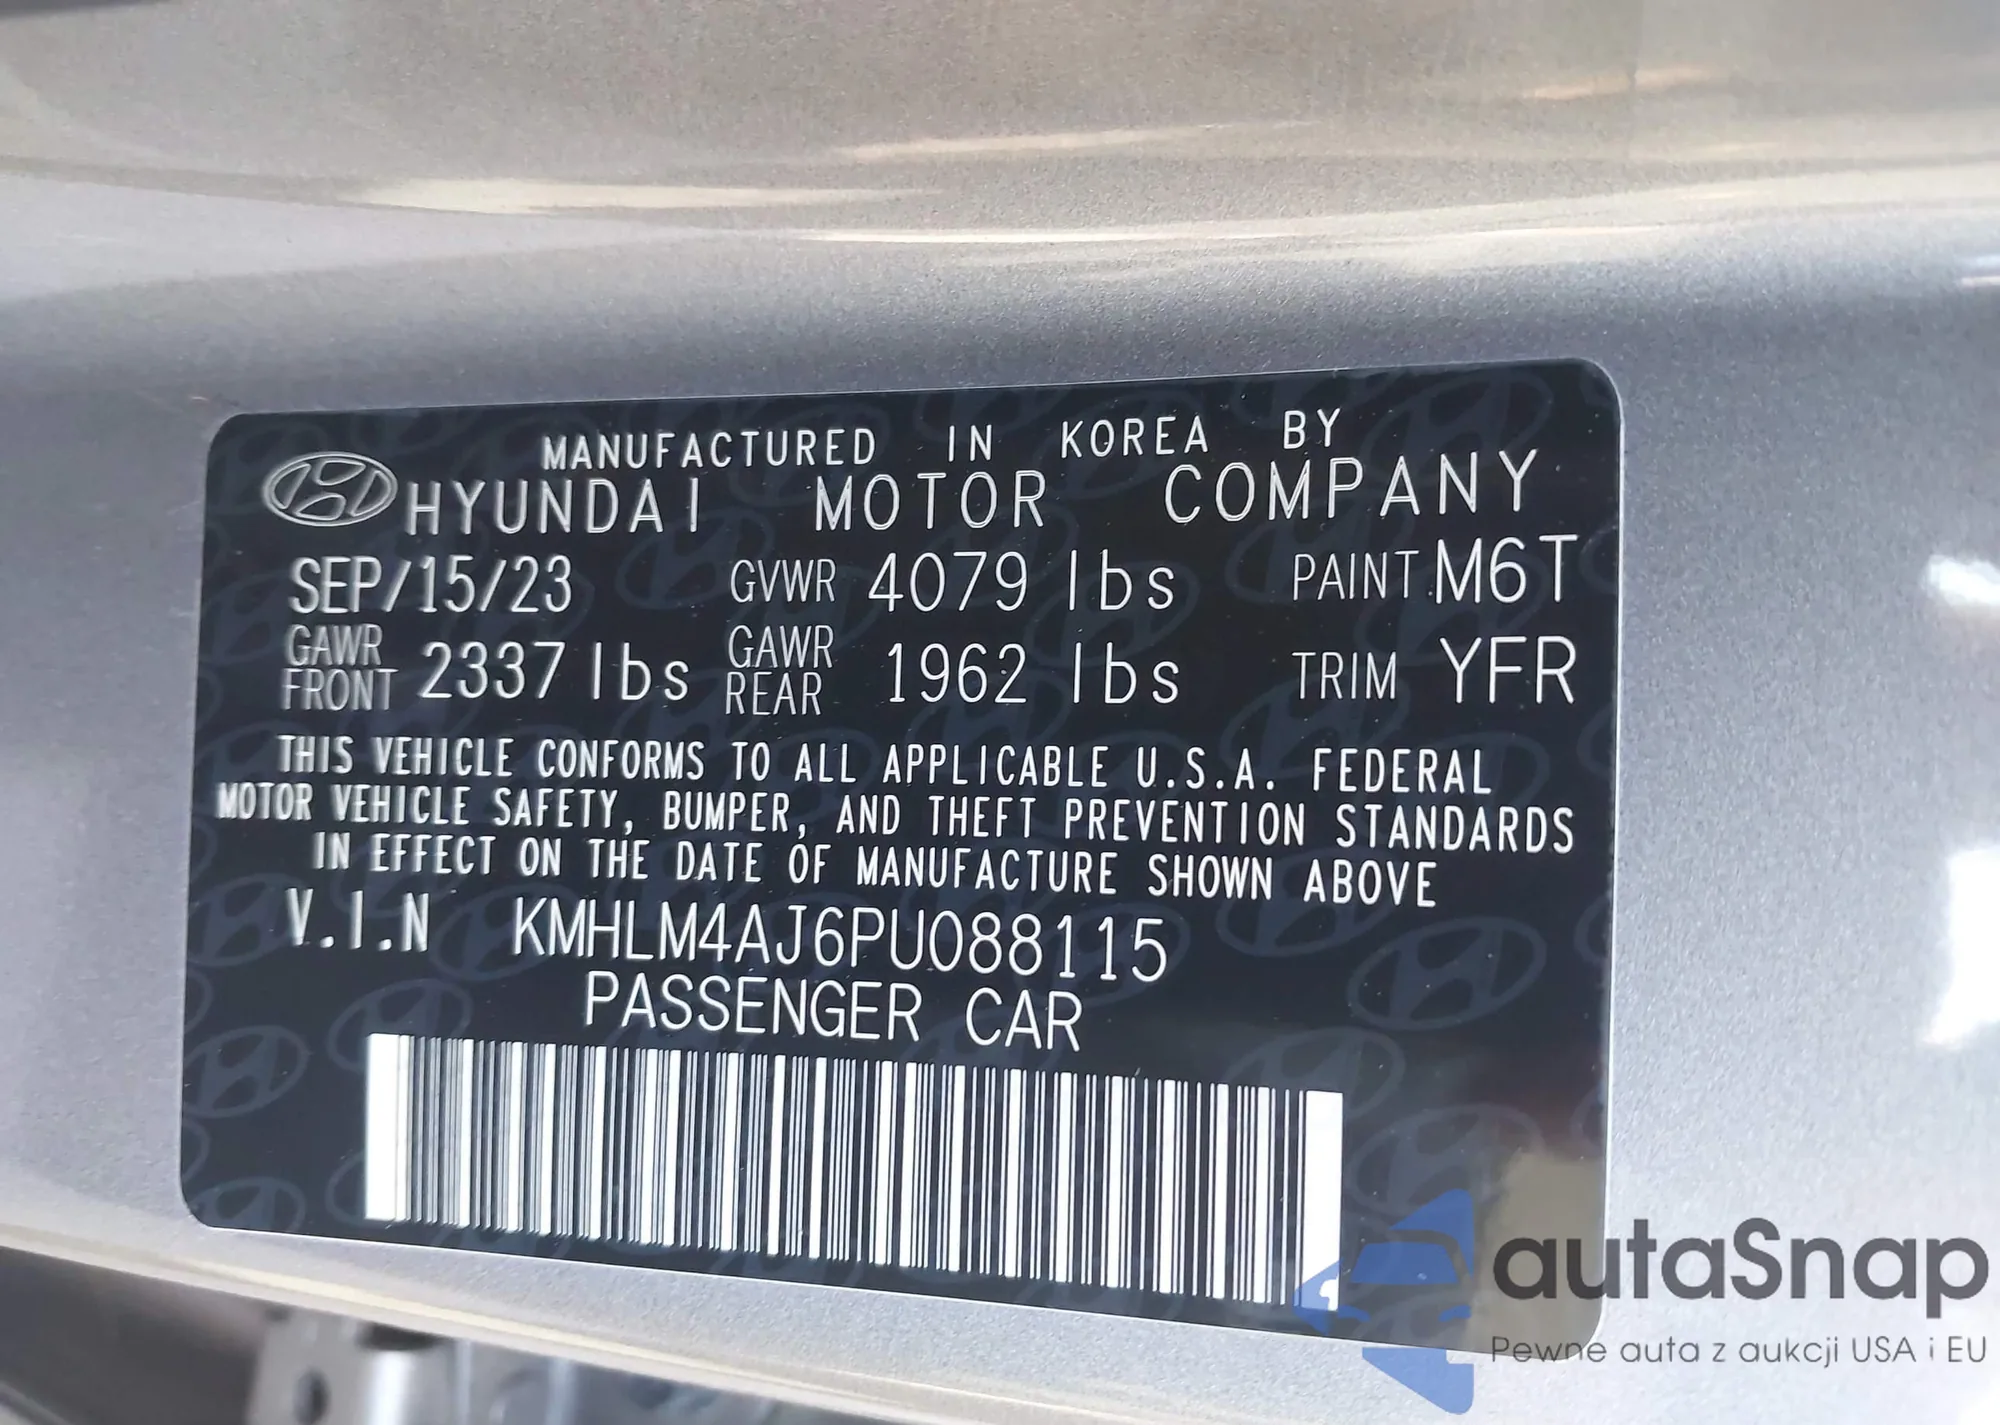 MANUFACTURED IN KOREA BY
HYUNDAI MOTOR COMPANY
SEP/15/23 GVWR 4079 lbs PAINT M6T
GAWR FRONT 2337 lbs GAWR REAR 1962 lbs TRIM YFR
THIS VEHICLE CONFORMS TO ALL APPLICABLE U.S.A. FEDERAL
MOTOR VEHICLE SAFETY, BUMPER, AND THEFT PREVENTION STANDARDS
IN EFFECT ON THE DATE OF MANUFACTURE SHOWN ABOVE
V.I.N KMHLM4AJ6PU088115
PASSENGER CAR
autaSnap
Pewne auta z aukcji USA i EU